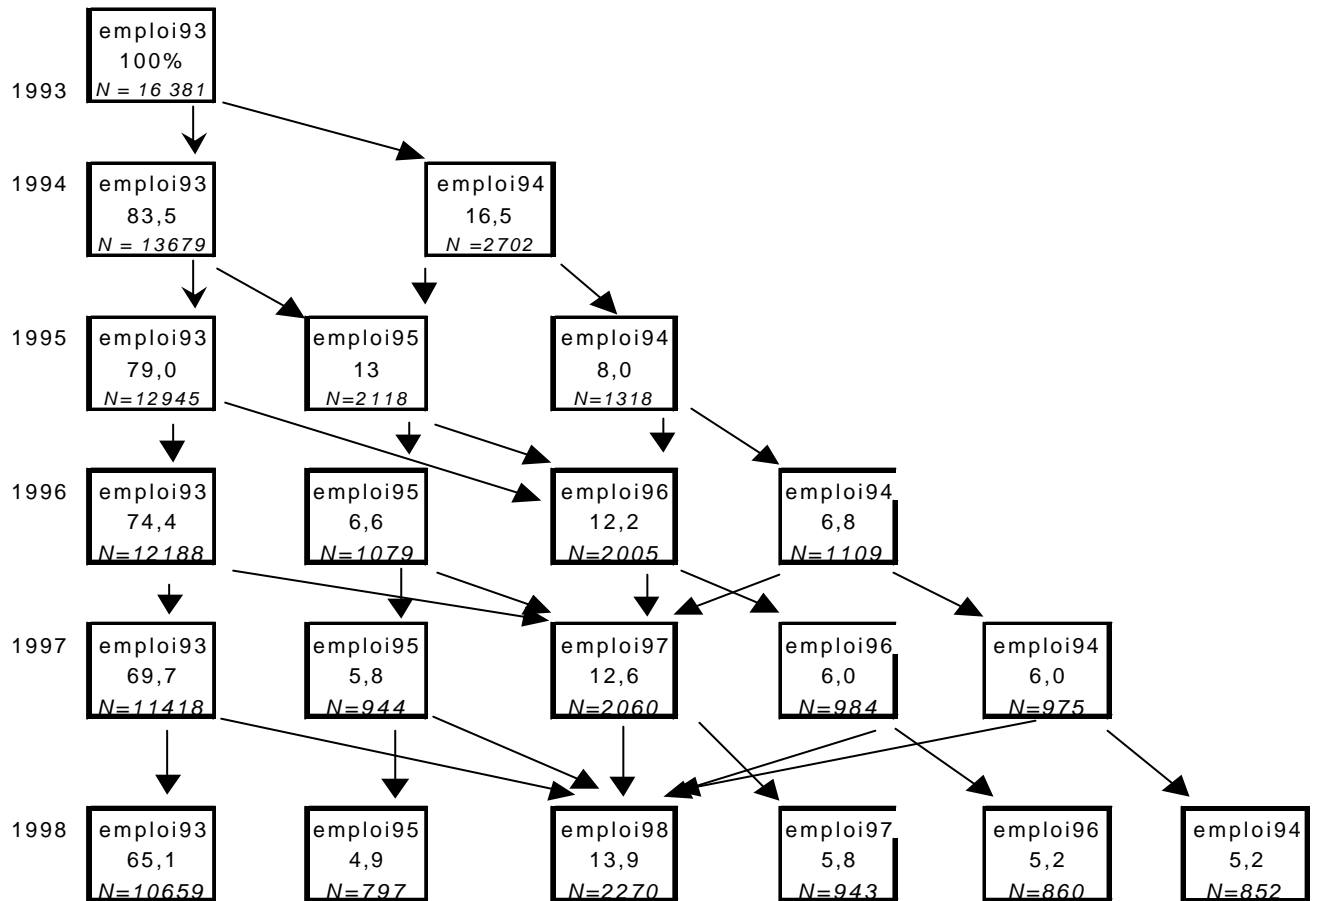 emploi93
100%
1993 N = 16 381
1994 emploi93 emploi94
83,5 16,5
N = 13679 N =2702
1995 emploi93 emploi95 emploi94
79,0 13 8,0
N=12945 N=2118 N=1318
1996 emploi93 emploi95 emploi96 emploi94
74,4 6,6 12,2 6,8
N=12188 N=1079 N=2005 N=1109
1997 emploi93 emploi95 emploi97 emploi96 emploi94
69,7 5,8 12,6 6,0 6,0
N=11418 N=944 N=2060 N=984 N=975
1998 emploi93 emploi95 emploi98 emploi97 emploi96 emploi94
65,1 4,9 13,9 5,8 5,2 5,2
N=10659 N=797 N=2270 N=943 N=860 N=852